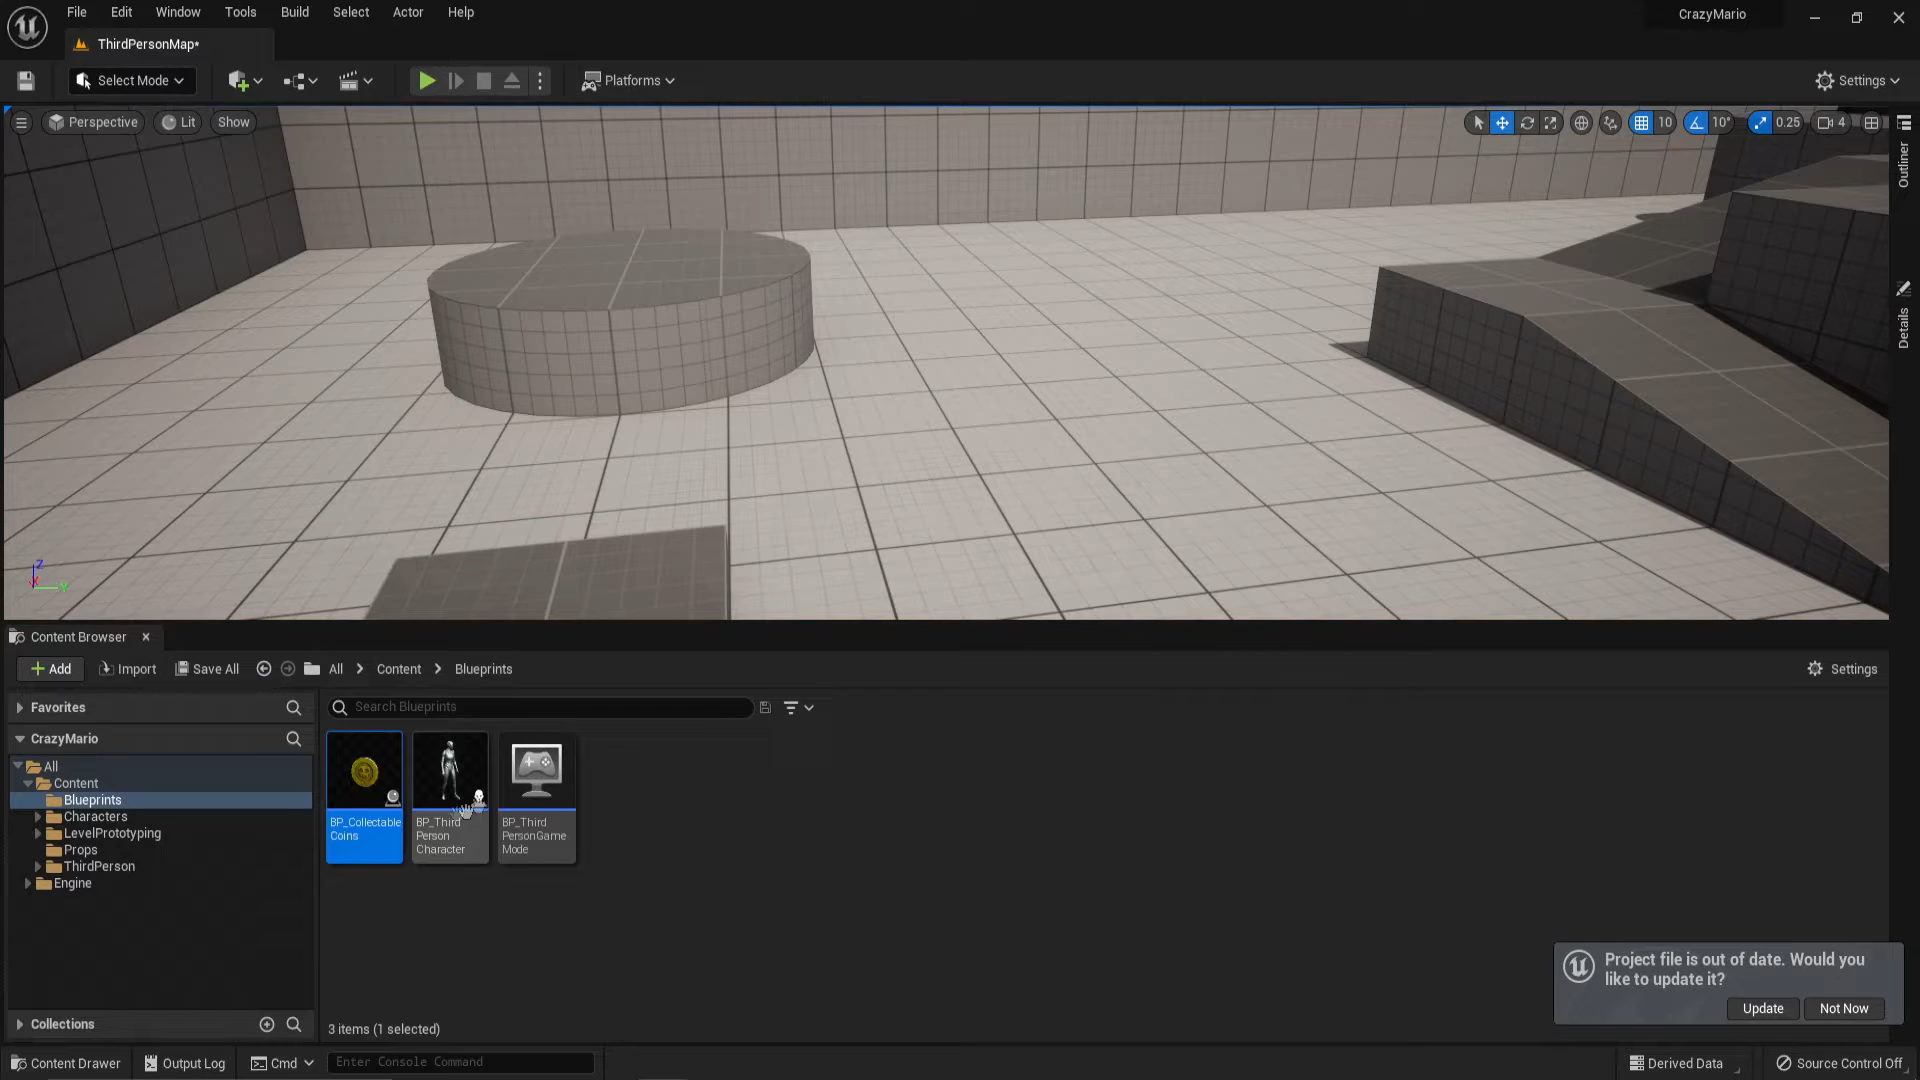 File Edit Window Tools Build Select Actor Help
CrazyMario
ThirdPersonMap*
Select Mode
Platforms
Settings
Perspective
Lit
Show
10
10°
0.25
4
Outliner
Details
Z
X
Y
Content Browser
Add
Import
Save All
All
Content
Blueprints
Settings
Favorites
Search Blueprints
CrazyMario
All
Content
Blueprints
Characters
LevelPrototyping
Props
ThirdPerson
Engine
BP_Collectable
Coins
BP_Third
Person
Character
BP_Third
PersonGame
Mode
Project file is out of date. Would you
like to update it?
Update
Not Now
Collections
3 items (1 selected)
Content Drawer
Output Log
Cmd
Enter Console Command
Derived Data
Source Control Off